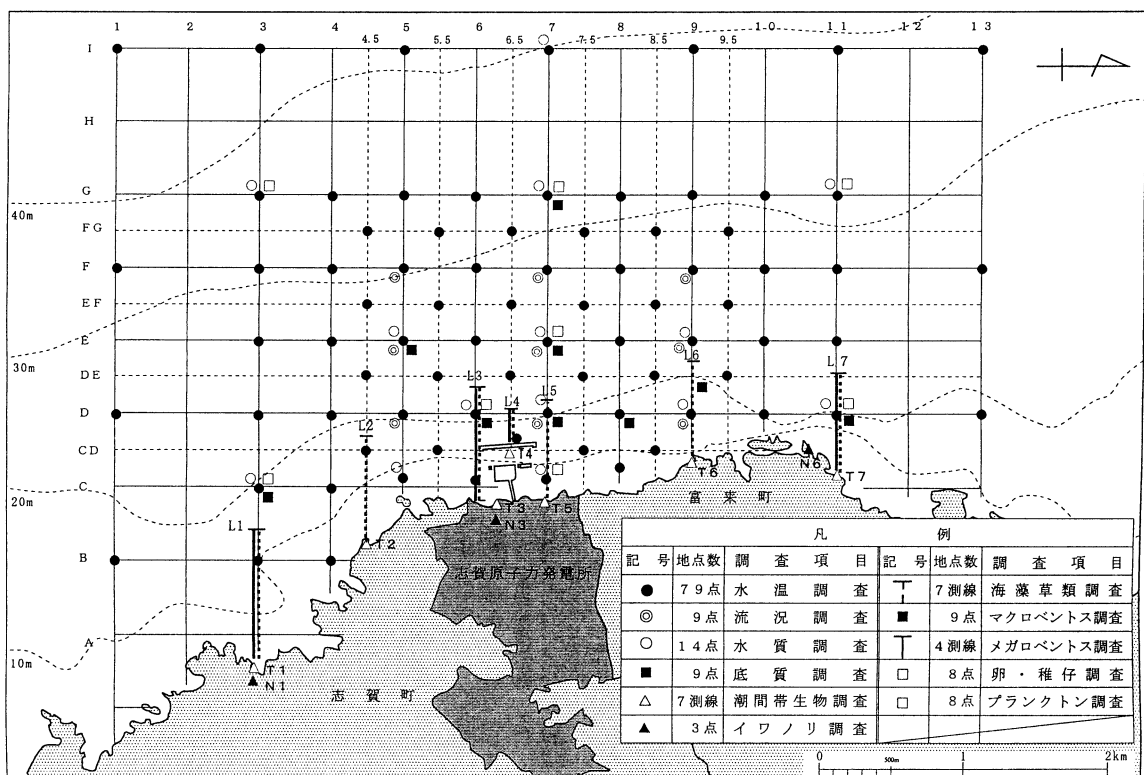 1 2 3 4.5 5 5.5 6 6.5 7 7.5 8 8.5 9 9.5 10 11 12 13
I
H
G
40m
FG
F
EF
E
30m
DE
L3
L4
L5
L6
L7
D
L2
CD
T4
T6
N6
T7
C
20m
富来町
L1
T3
T5
N3
T2
B
志賀原子力発電所
A
10m
T1
N1
志賀町
凡例
記号 地点数 調査項目 記号 地点数 調査項目
● 79点 水温調査 7測線 海藻草類調査
◎ 9点 流況調査 ■ 9点 マクロベントス調査
○ 14点 水質調査 4測線 メガロベントス調査
■ 9点 底質調査 □ 8点 卵・稚仔調査
△ 7測線 潮間帯生物調査 □ 8点 プランクトン調査
▲ 3点 イワノリ調査
0 500m 1 2km